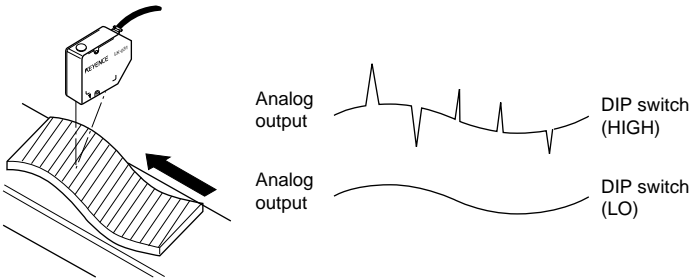 KEYENCE
Analog
output
DIP switch
(HIGH)
Analog
output
DIP switch
(LO)